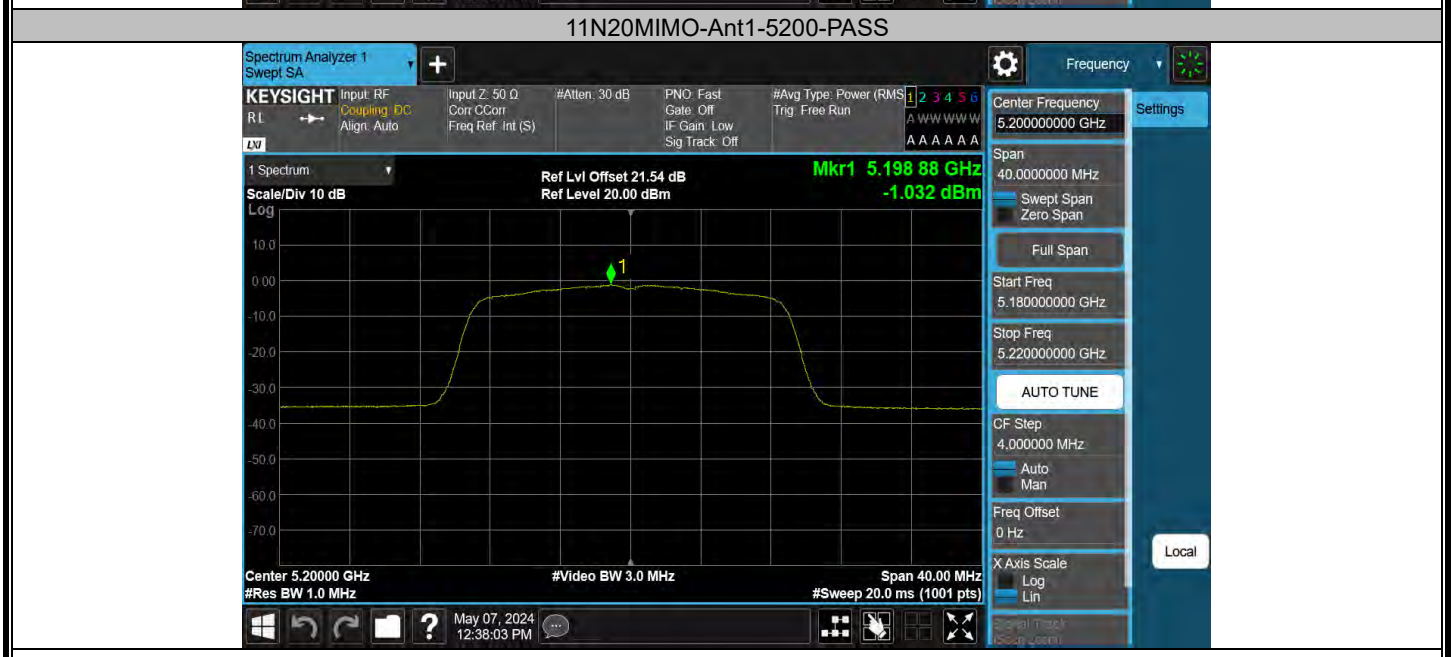 11N20MIMO-Ant1-5200-PASS
Spectrum Analyzer 1
Swept SA
Frequency
KEYSIGHT
RL
LXI
Input: RF
Coupling: DC
Align: Auto
Input Z: 50 Ω
Corr CCorr
Freq Ref: Int (S)
#Atten: 30 dB
PNO: Fast
Gate: Off
IF Gain: Low
Sig Track: Off
#Avg Type: Power (RMS
Trig: Free Run
1 2 3 4 5 6
A WW WW W
A A A A A A
1 Spectrum
Scale/Div 10 dB
Log
Ref Lvl Offset 21.54 dB
Ref Level 20.00 dBm
Mkr1 5.198 88 GHz
-1.032 dBm
1
10.0
0.00
-10.0
-20.0
-30.0
-40.0
-50.0
-60.0
-70.0
Center 5.20000 GHz
#Res BW 1.0 MHz
#Video BW 3.0 MHz
Span 40.00 MHz
#Sweep 20.0 ms (1001 pts)
Center Frequency
5.200000000 GHz
Settings
Span
40.0000000 MHz
Swept Span
Zero Span
Full Span
Start Freq
5.180000000 GHz
Stop Freq
5.220000000 GHz
AUTO TUNE
CF Step
4.000000 MHz
Auto
Man
Freq Offset
0 Hz
X Axis Scale
Log
Lin
Local
?
May 07, 2024
12:38:03 PM